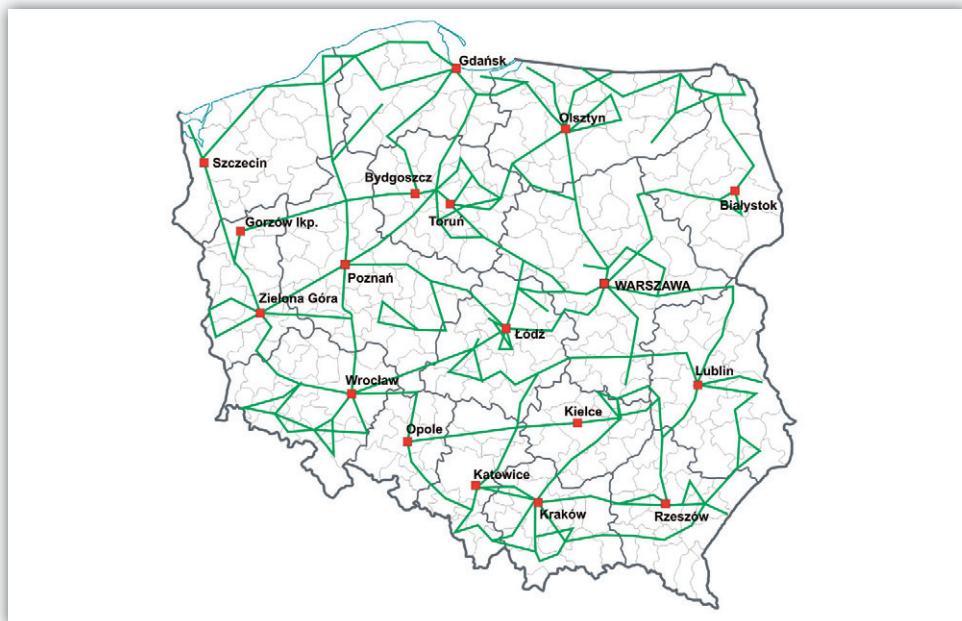 Gdańsk
Olsztyn
Szczecin
Bydgoszcz
Białystok
Toruń
Gorzów lkp.
Poznań
WARSZAWA
Zielona Góra
Łódź
Lublin
Wrocław
Kielce
Opole
Katowice
Kraków
Rzeszów